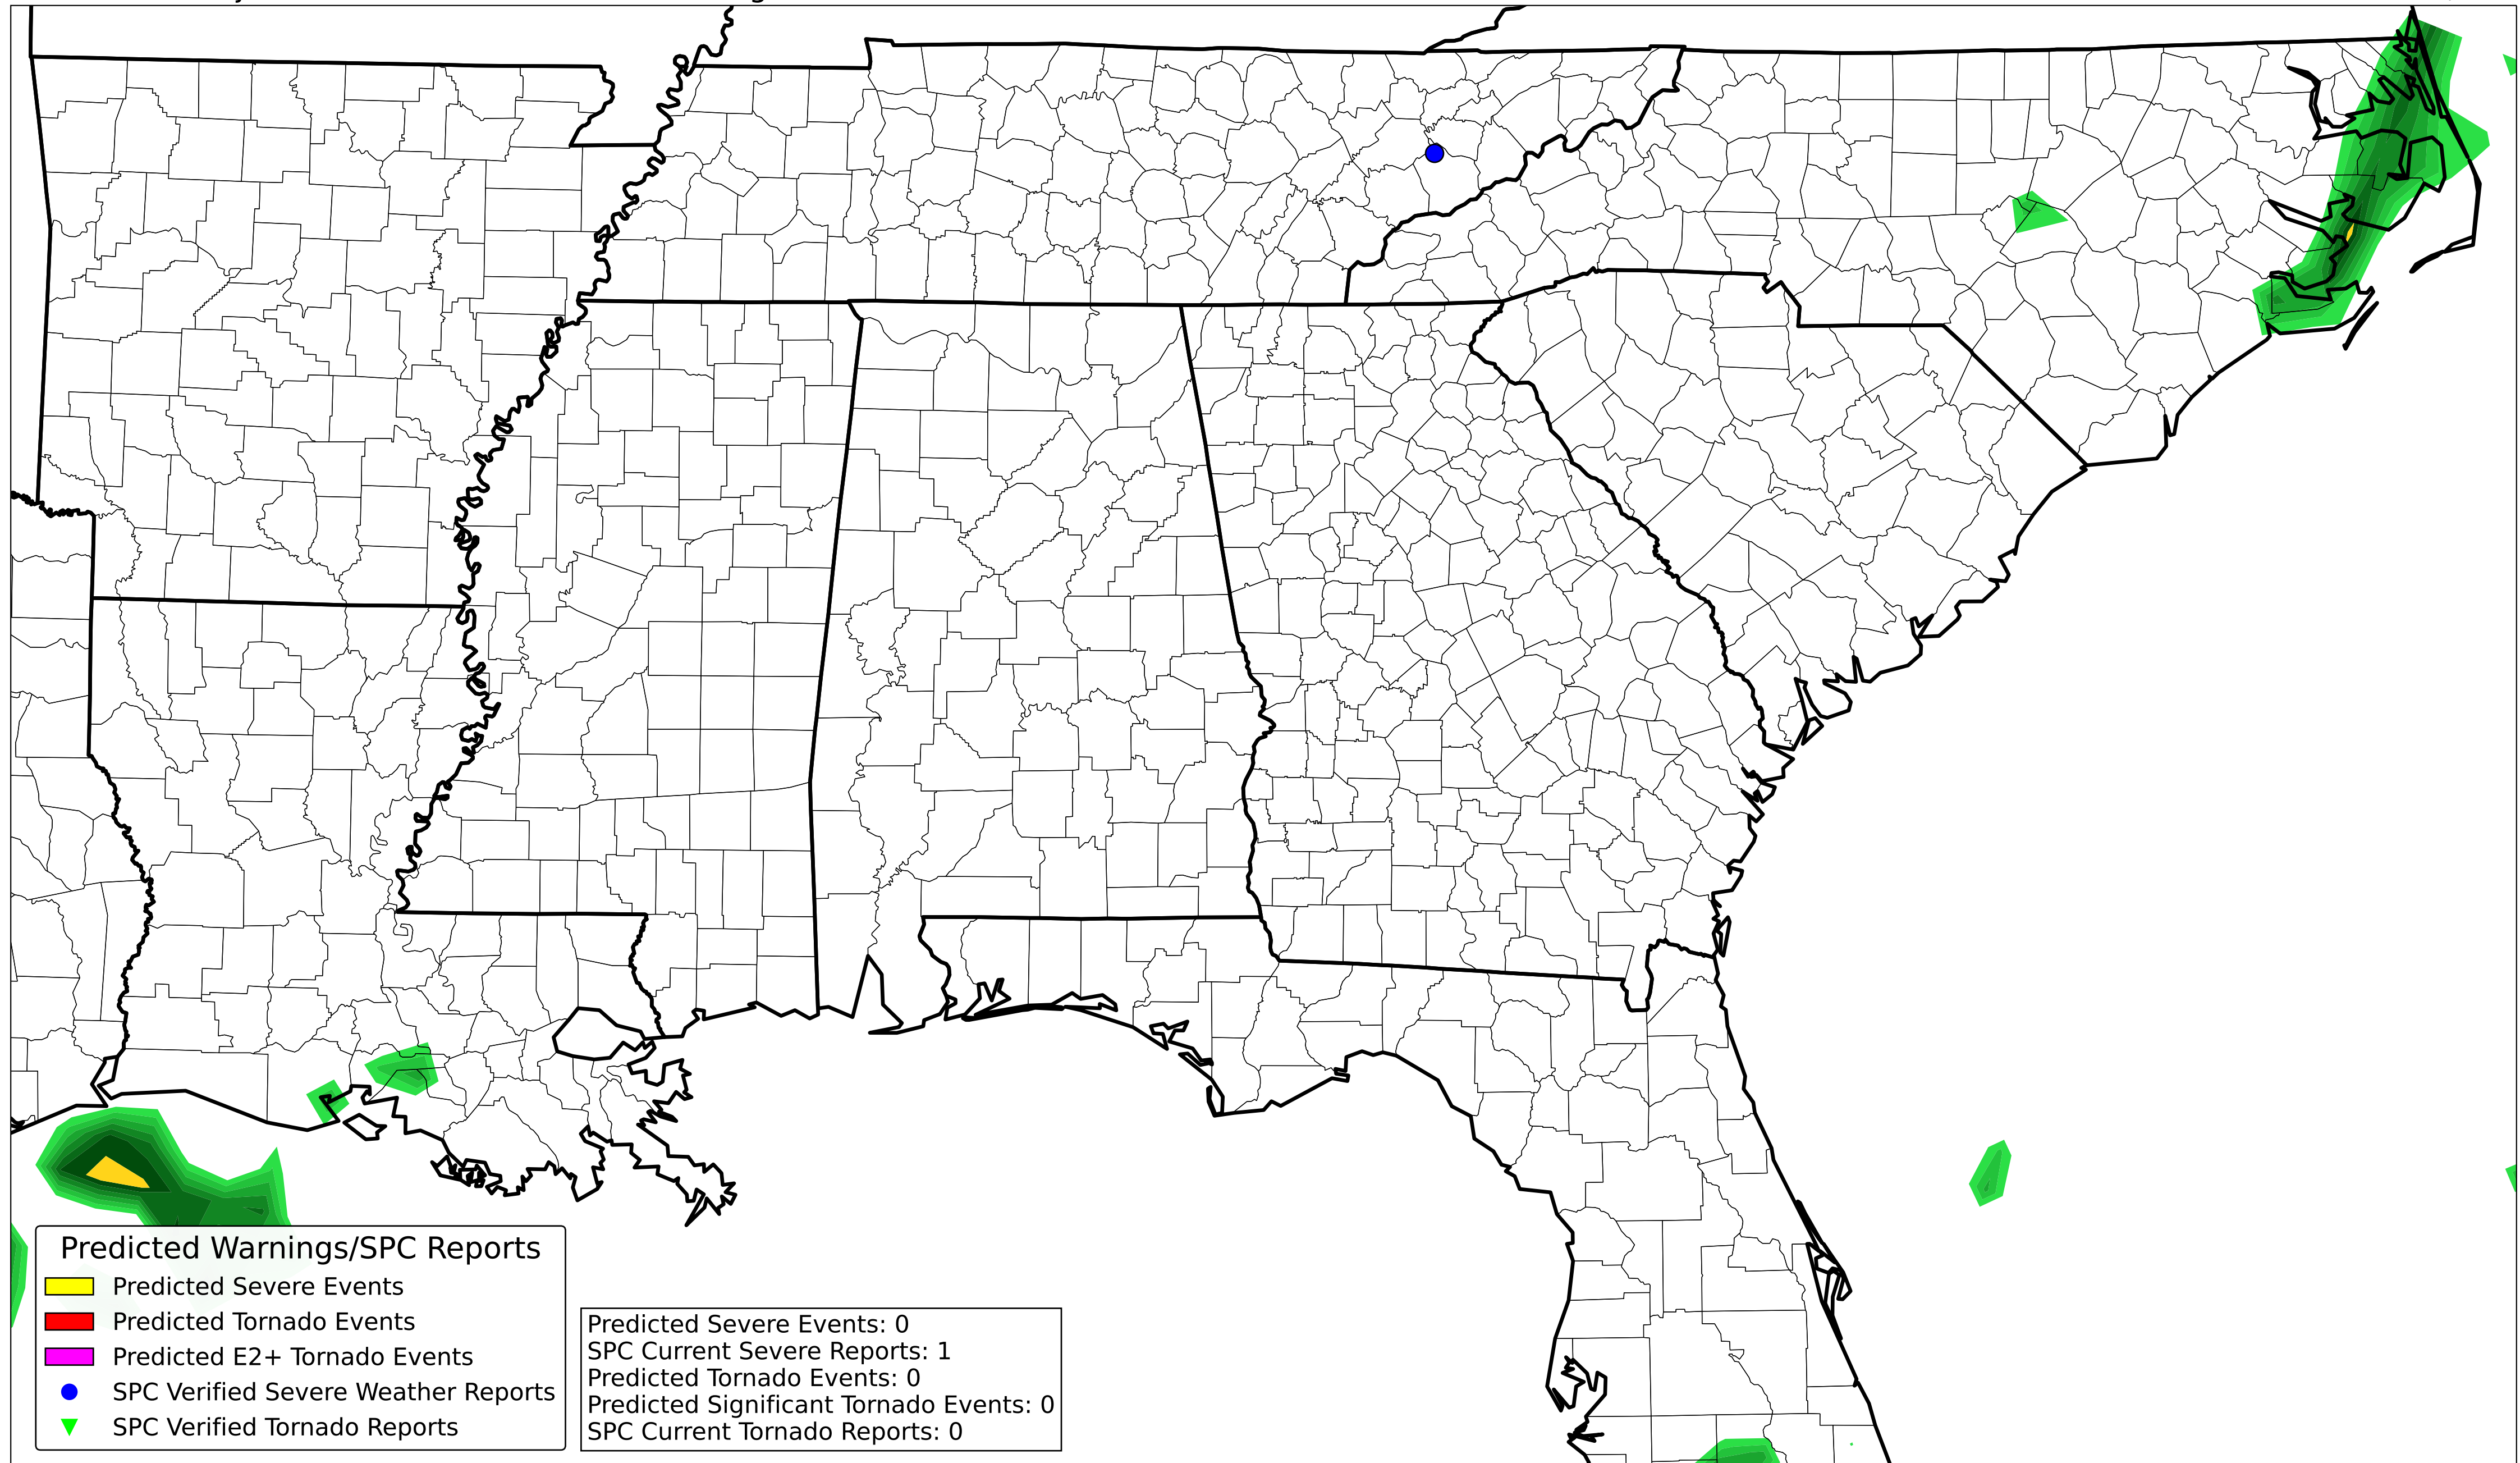 Predicted Warnings/SPC Reports
Predicted Severe Events
Predicted Tornado Events
Predicted E2+ Tornado Events
SPC Verified Severe Weather Reports
SPC Verified Tornado Reports
Predicted Severe Events: 0
SPC Current Severe Reports: 1
Predicted Tornado Events: 0
Predicted Significant Tornado Events: 0
SPC Current Tornado Reports: 0